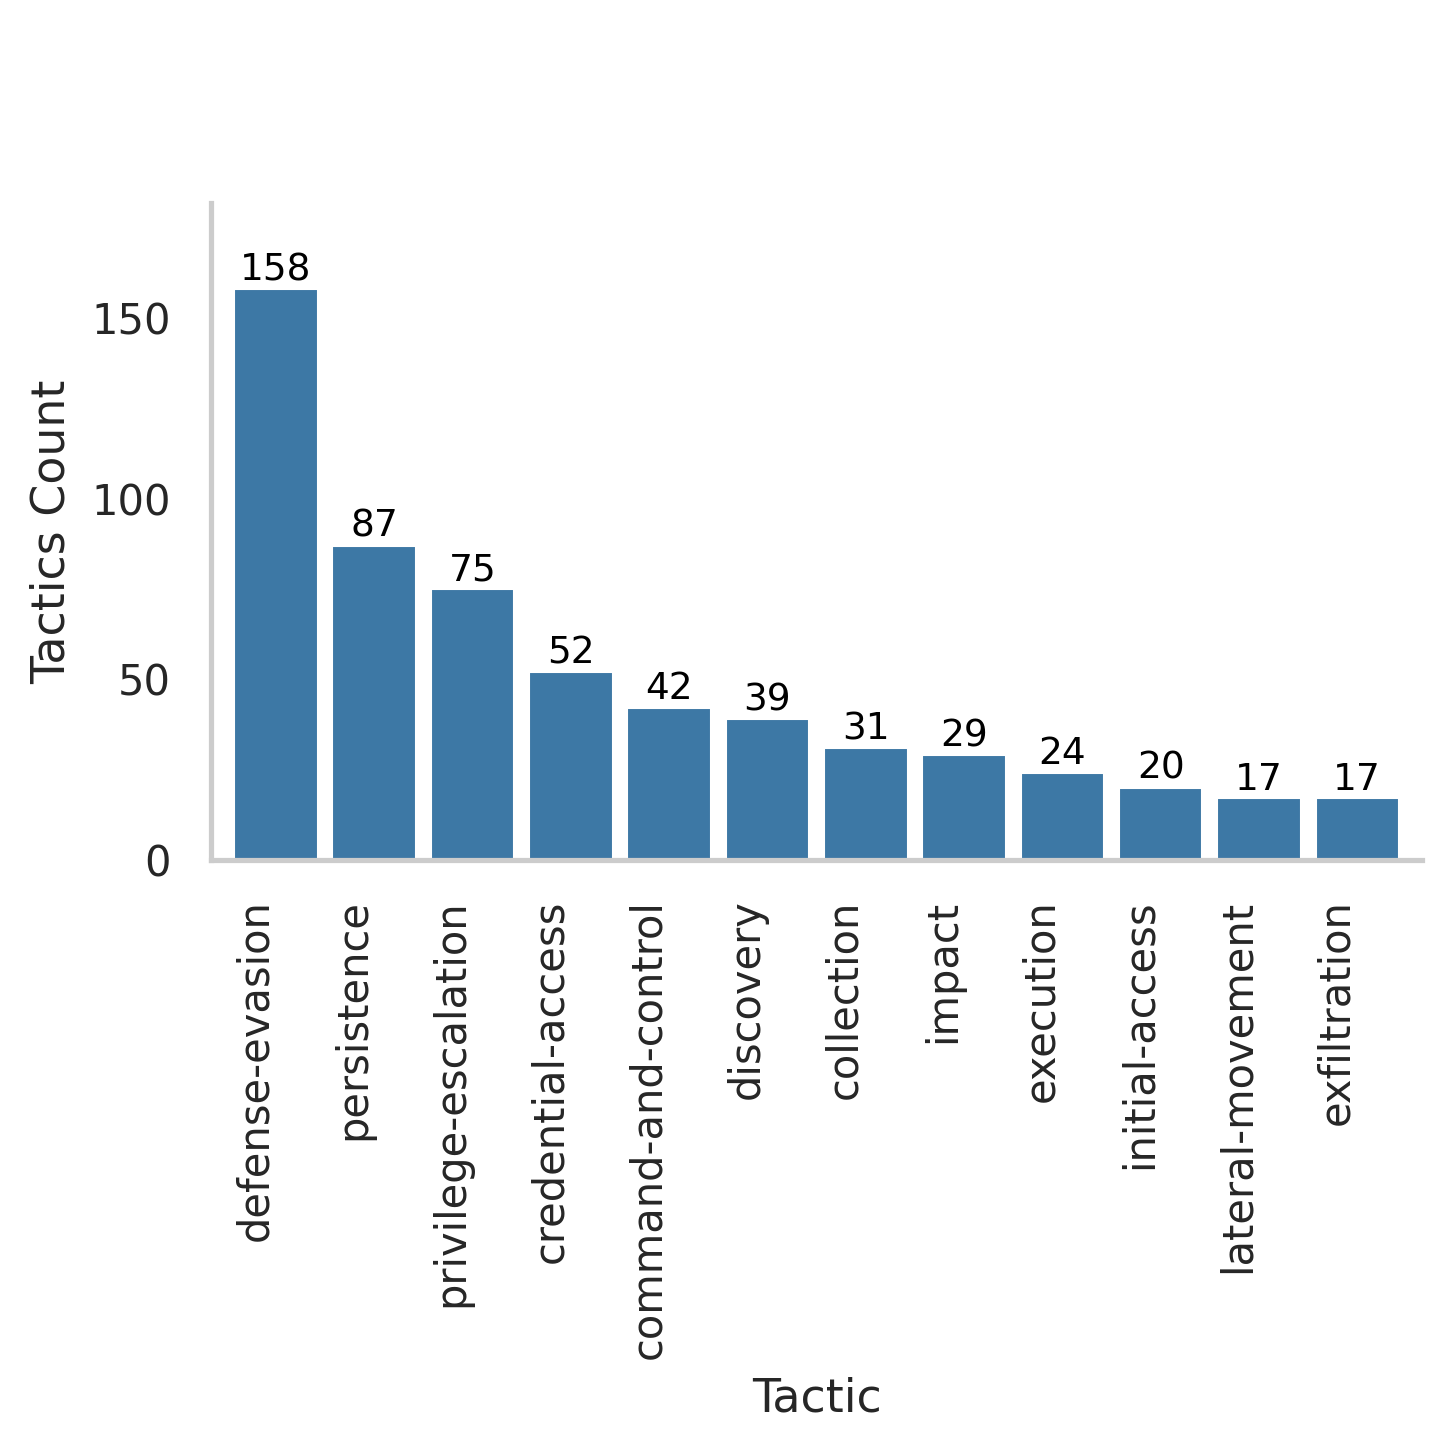 158
150
Tactics Count
100
87
75
52
50
42
39
31
29
24
20
17
17
0
defense-evasion
persistence
privilege-escalation
credential-access
command-and-control
discovery
collection
impact
execution
initial-access
lateral-movement
exfiltration
Tactic